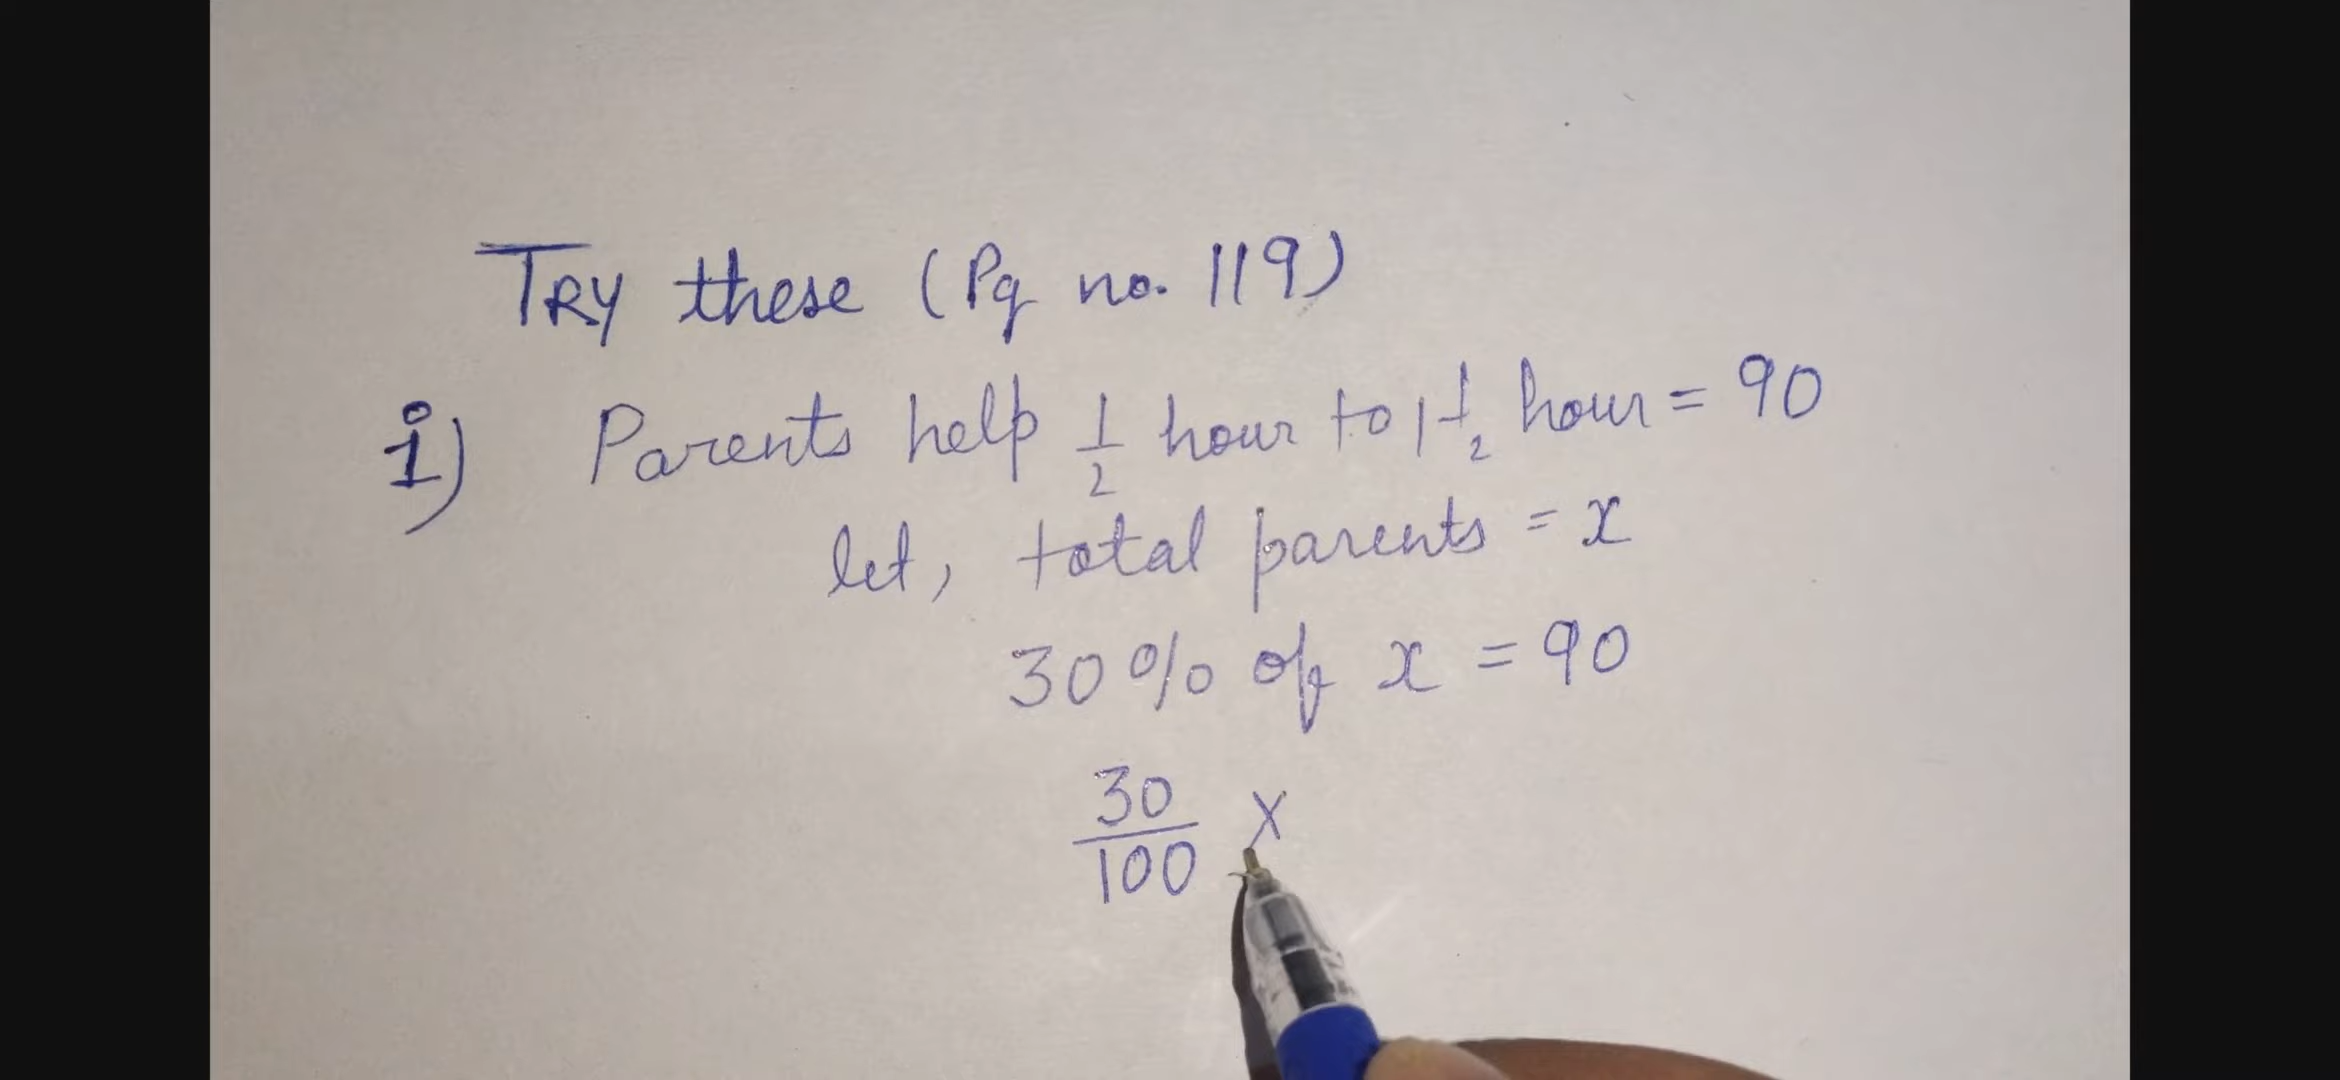 TRY these (Pg no. 119)
i) Parents help 1/2 hour to 1 1/2 hour = 90
let, total parents = x
30% of x = 90
30/100 x